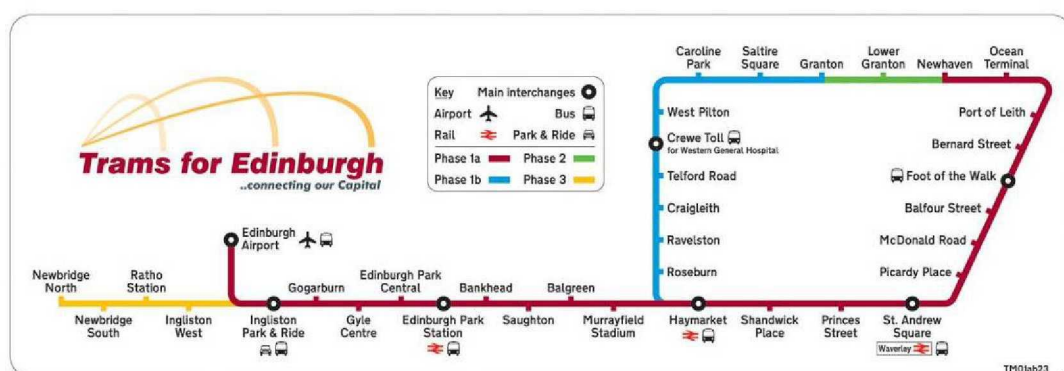 Caroline
Park
Saltire
Square
Granton
Lower
Granton
Newhaven
Ocean
Terminal
Trams for Edinburgh
..connecting our Capital
Key Main interchanges
Airport Bus
Rail Park & Ride
Phase 1a Phase 2
Phase 1b Phase 3
West Pilton
Crewe Toll
for Western General Hospital
Telford Road
Craigleith
Ravelston
Roseburn
Port of Leith
Bernard Street
Foot of the Walk
Balfour Street
McDonald Road
Picardy Place
Edinburgh
Airport
Newbridge
North
Ratho
Station
Gogarburn
Edinburgh Park
Central
Bankhead
Balgreen
Newbridge
South
Ingliston
West
Ingliston
Park & Ride
Gyle
Centre
Edinburgh Park
Station
Saughton
Murrayfield
Stadium
Haymarket
Shandwick
Place
Princes
Street
St. Andrew
Square
Waverley
TM01ab23